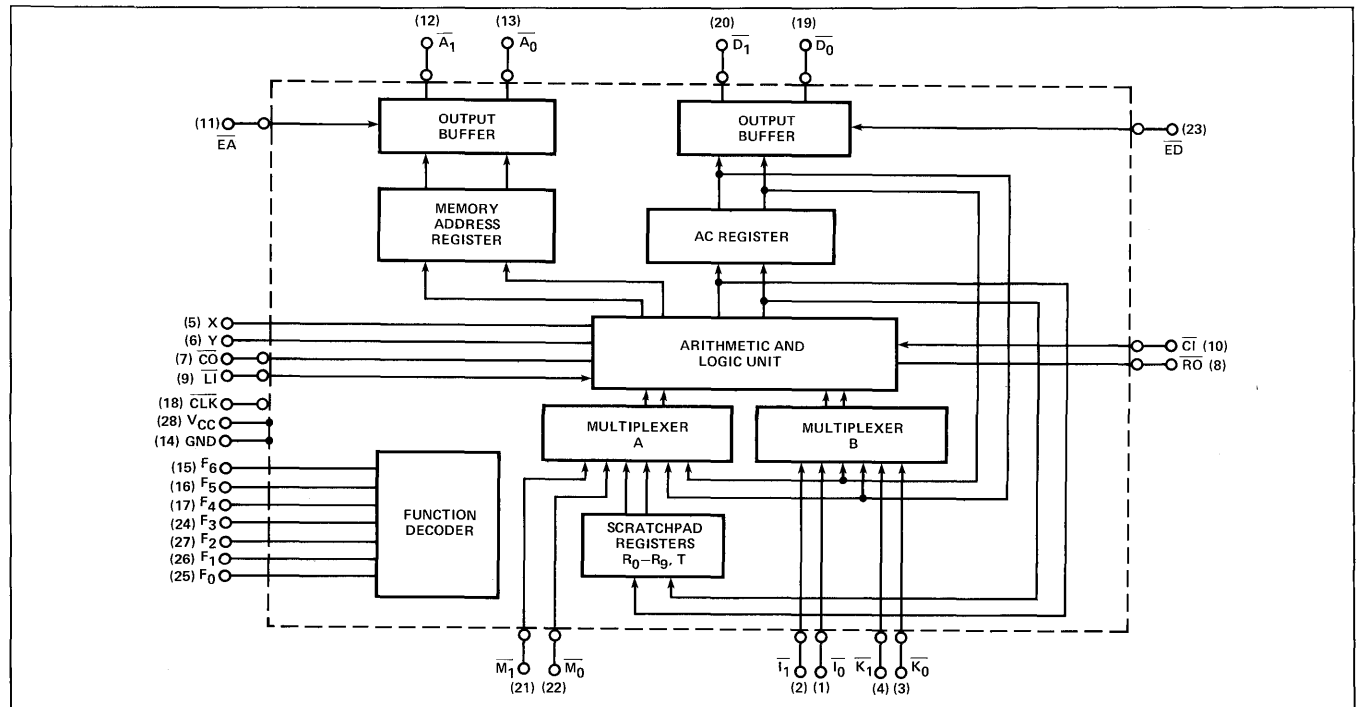 (12) (13) (20) (19)
A̅₁ A̅₀ D̅₁ D̅₀
(11) E̅A̅
OUTPUT
BUFFER
OUTPUT
BUFFER
(23) E̅D̅
MEMORY
ADDRESS
REGISTER
AC REGISTER
(5) X
(6) Y
(7) C̅O̅
(9) L̅I̅
ARITHMETIC AND
LOGIC UNIT
C̅I̅ (10)
R̅O̅ (8)
(18) C̅L̅K̅
(28) VCC
(14) GND
MULTIPLEXER
A
MULTIPLEXER
B
(15) F₆
(16) F₅
(17) F₄
(24) F₃
(27) F₂
(26) F₁
(25) F₀
FUNCTION
DECODER
SCRATCHPAD
REGISTERS
R₀–R₉, T
M̅₁ M̅₀ I̅₁ I̅₀ K̅₁ K̅₀
(21) (22) (2) (1) (4) (3)